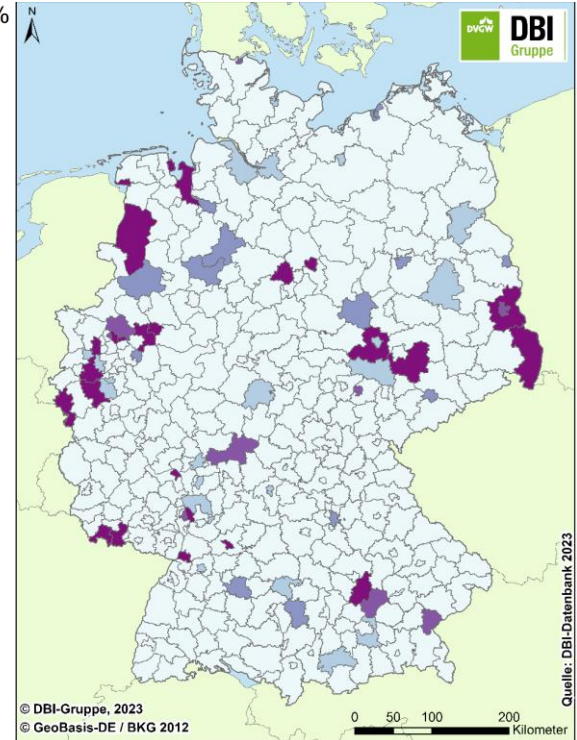 %
N
DVGW
DBI
Gruppe
Quelle: DBI-Datenbank 2023
© DBI-Gruppe, 2023
© GeoBasis-DE / BKG 2012
0 50 100 200
Kilometer